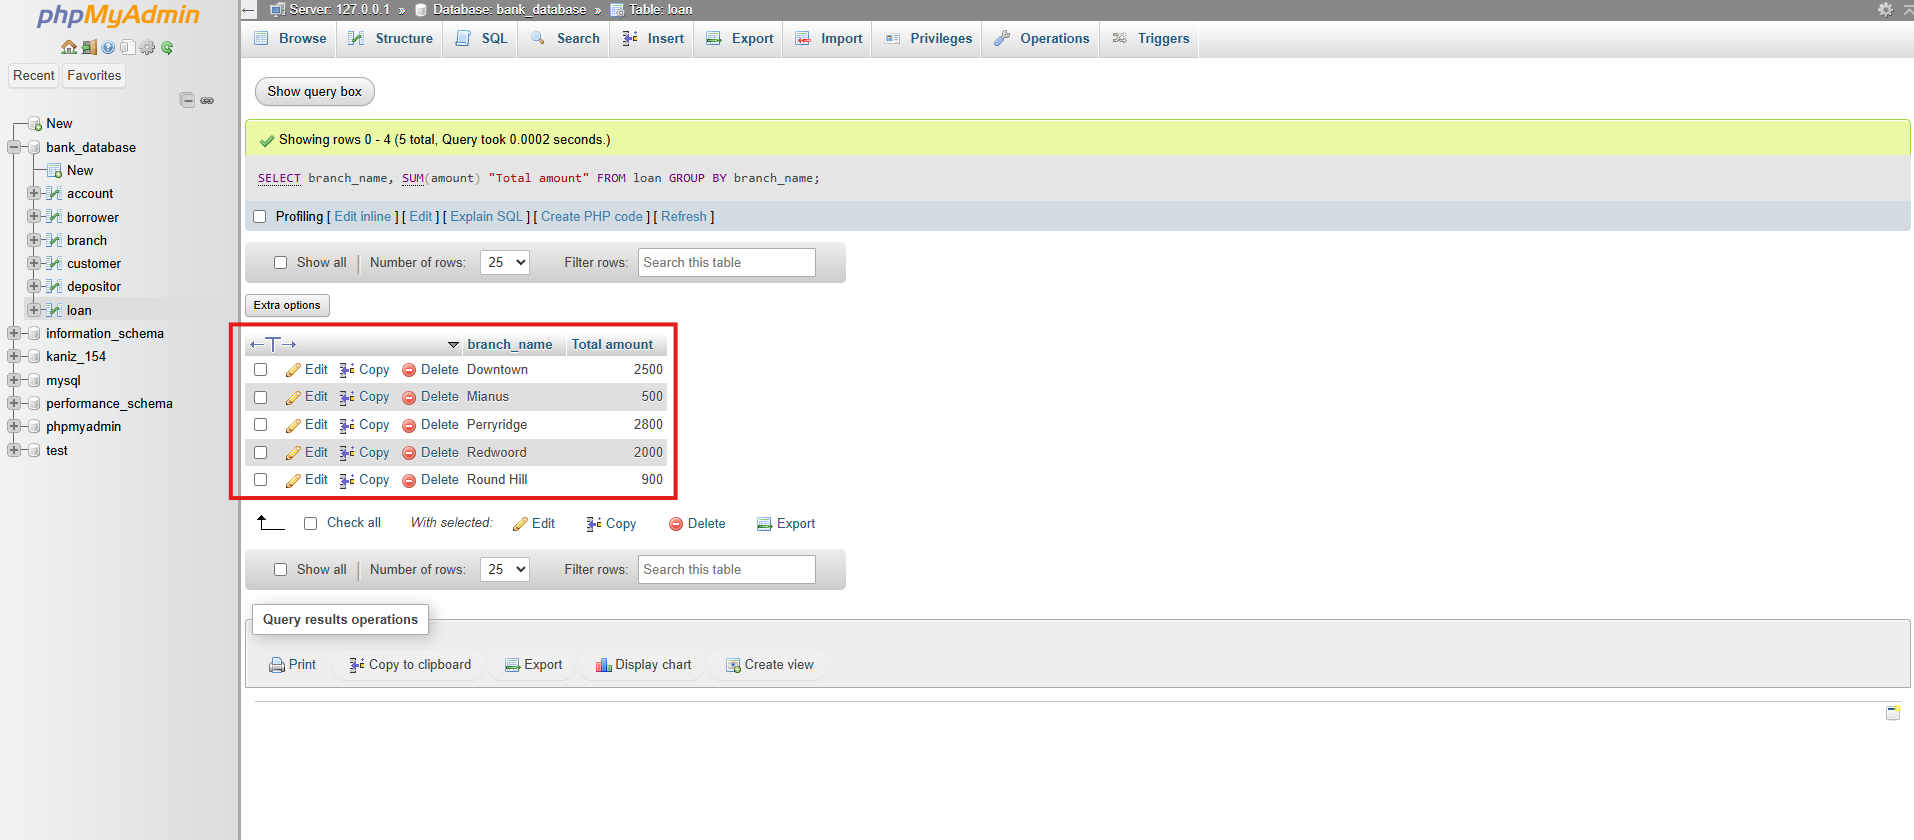 phpMyAdmin
Recent Favorites
New
bank_database
New
account
borrower
branch
customer
depositor
loan
information_schema
kaniz_154
mysql
performance_schema
phpmyadmin
test
Server: 127.0.0.1 » Database: bank_database » Table: loan
Browse Structure SQL Search Insert Export Import Privileges Operations Triggers
Show query box
Showing rows 0 - 4 (5 total, Query took 0.0002 seconds.)
SELECT branch_name, SUM(amount) "Total amount" FROM loan GROUP BY branch_name;
Profiling [ Edit inline ] [ Edit ] [ Explain SQL ] [ Create PHP code ] [ Refresh ]
Show all Number of rows: 25 Filter rows: Search this table
Extra options
branch_name Total amount
Edit Copy Delete Downtown 2500
Edit Copy Delete Mianus 500
Edit Copy Delete Perryridge 2800
Edit Copy Delete Redwoord 2000
Edit Copy Delete Round Hill 900
Check all With selected: Edit Copy Delete Export
Show all Number of rows: 25 Filter rows: Search this table
Query results operations
Print Copy to clipboard Export Display chart Create view